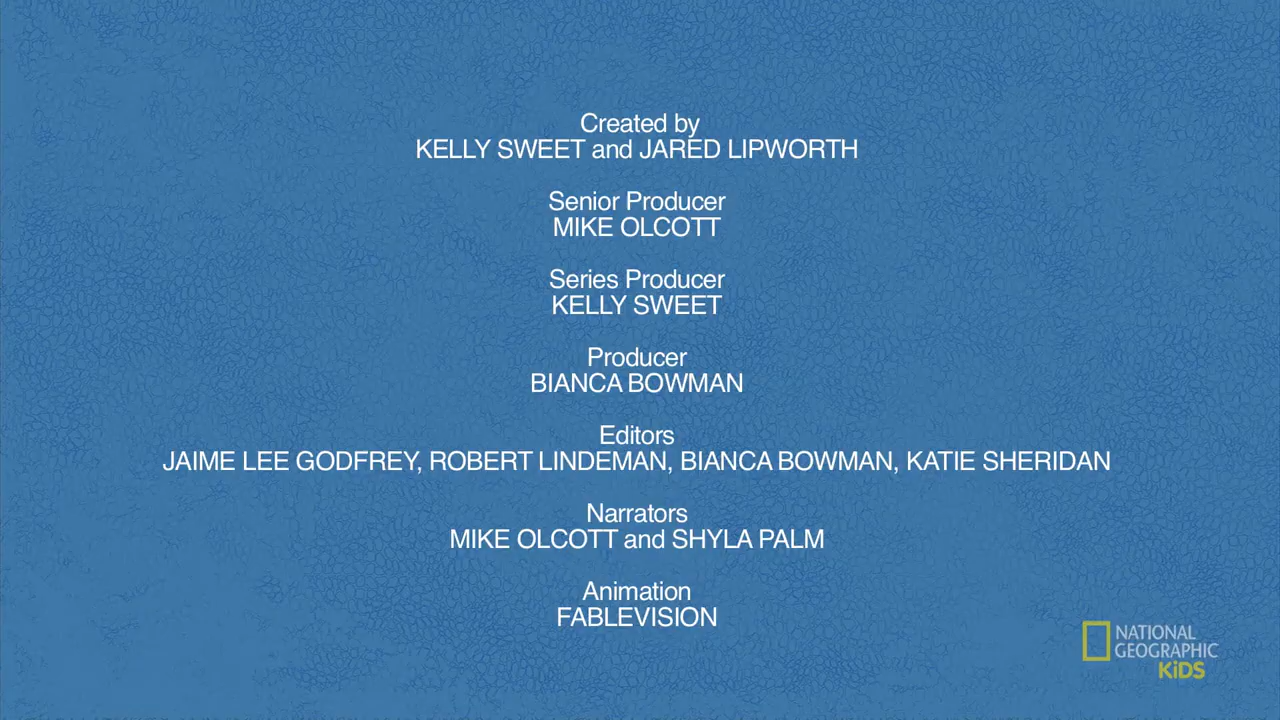 Created by
KELLY SWEET and JARED LIPWORTH
Senior Producer
MIKE OLCOTT
Series Producer
KELLY SWEET
Producer
BIANCA BOWMAN
Editors
JAIME LEE GODFREY, ROBERT LINDEMAN, BIANCA BOWMAN, KATIE SHERIDAN
Narrators
MIKE OLCOTT and SHYLA PALM
Animation
FABLEVISION
NATIONAL
GEOGRAPHIC
KiDS